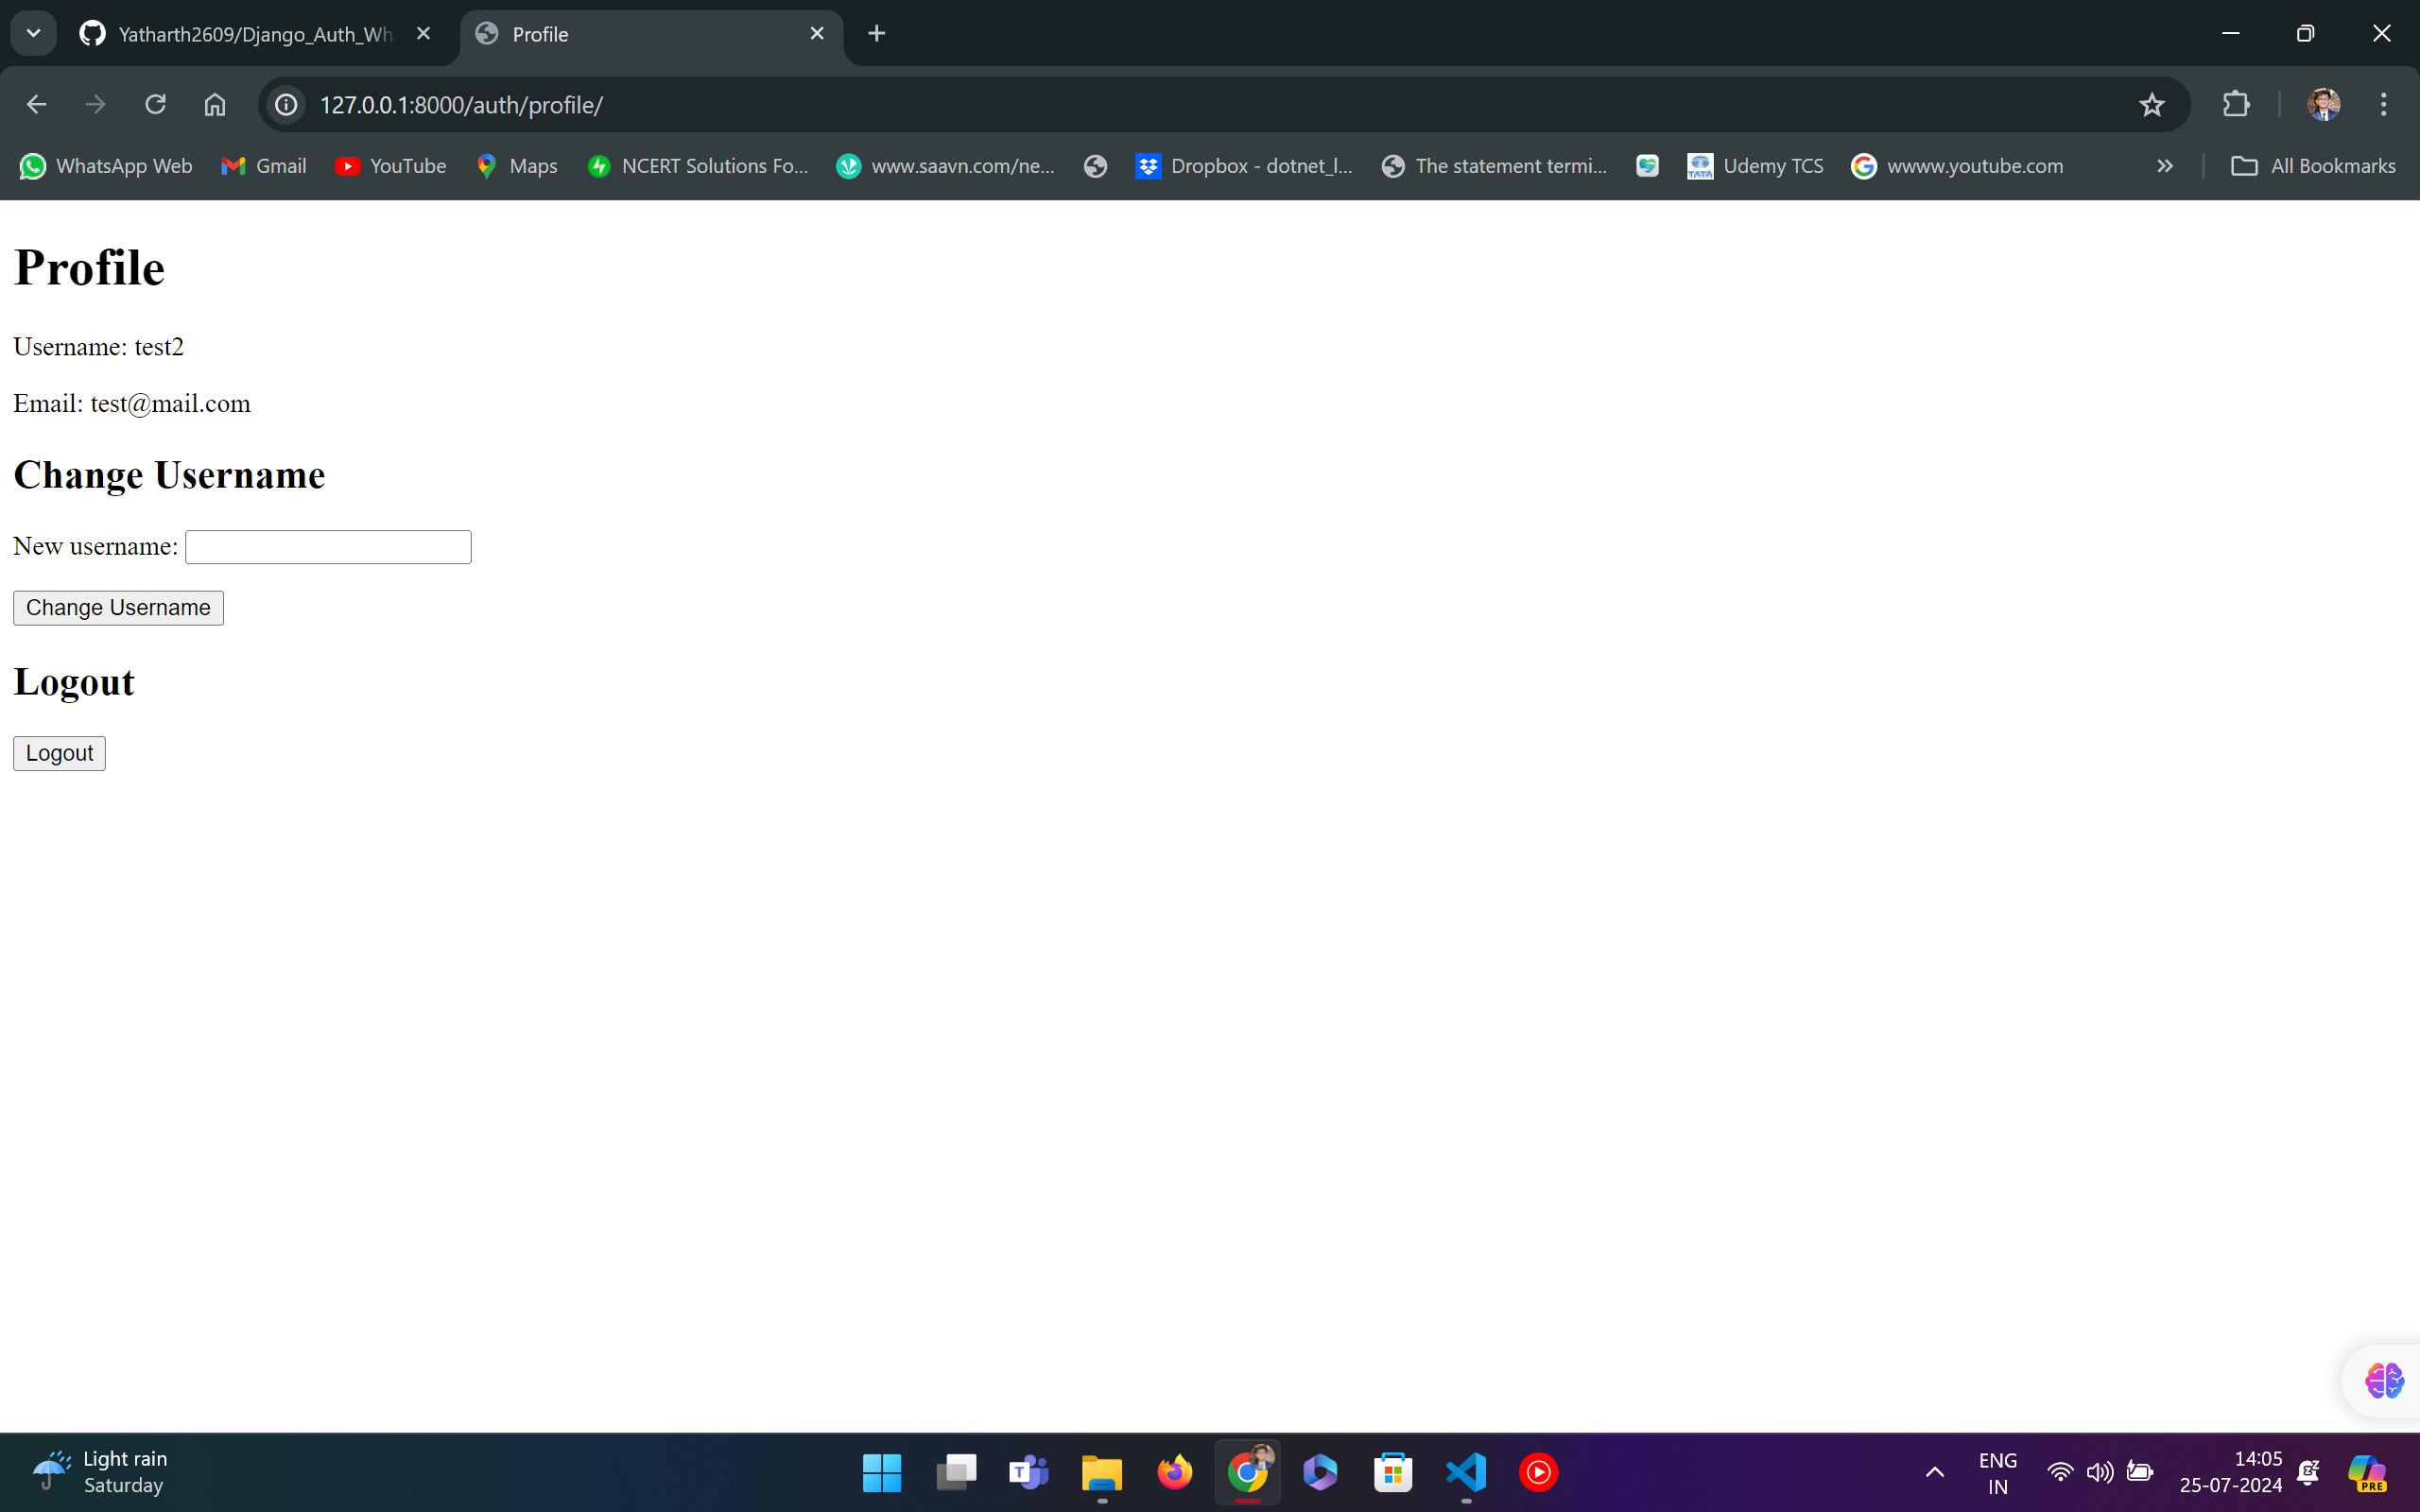 Yatharth2609/Django_Auth_Wh
Profile
127.0.0.1:8000/auth/profile/
WhatsApp Web Gmail YouTube Maps NCERT Solutions Fo... www.saavn.com/ne... Dropbox - dotnet_l... The statement termi... TATA Udemy TCS wwww.youtube.com All Bookmarks
Profile
Username: test2
Email: test@mail.com
Change Username
New username:
Change Username
Logout
Logout
Light rain
Saturday
T
ENG
IN
14:05
25-07-2024
PRE